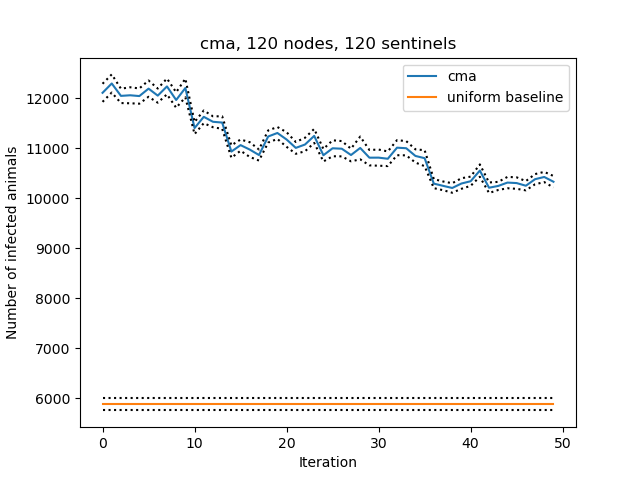 cma, 120 nodes, 120 sentinels
cma
uniform baseline
Number of infected animals
12000
11000
10000
9000
8000
7000
6000
0 10 20 30 40 50
Iteration